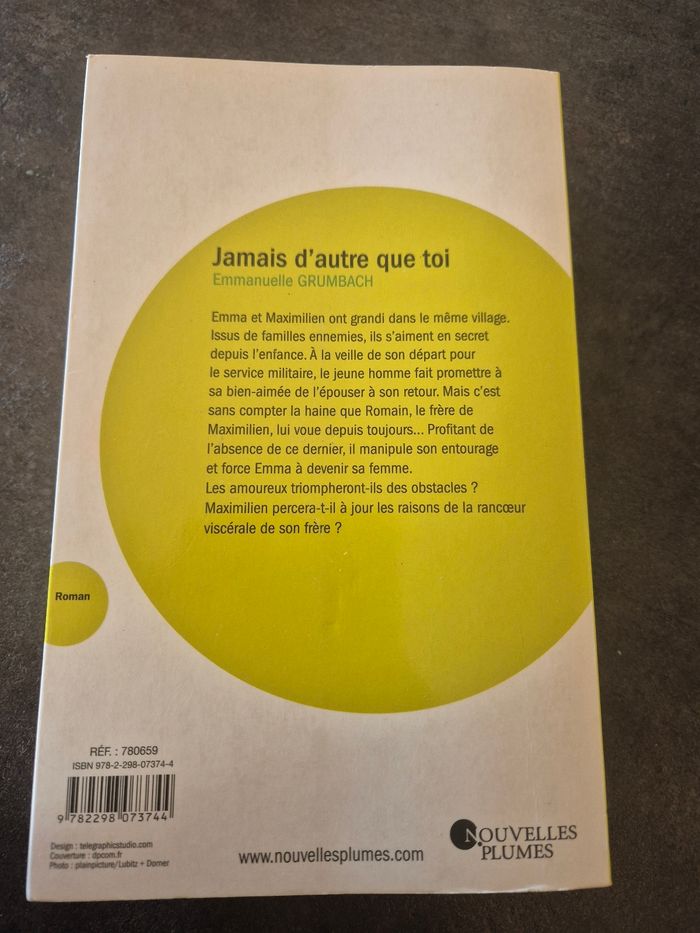 Jamais d'autre que toi
Emmanuelle GRUMBACH
Emma et Maximilien ont grandi dans le même village.
Issus de familles ennemies, ils s'aiment en secret
depuis l'enfance. À la veille de son départ pour
le service militaire, le jeune homme fait promettre à
sa bien-aimée de l'épouser à son retour. Mais c'est
sans compter la haine que Romain, le frère de
Maximilien, lui voue depuis toujours... Profitant de
l'absence de ce dernier, il manipule son entourage
et force Emma à devenir sa femme.
Les amoureux triompheront-ils des obstacles ?
Maximilien percera-t-il à jour les raisons de la rancœur
viscérale de son frère ?
Roman
RÉF. : 780659
ISBN 978-2-298-07374-4
9 782298 073744
Design : telegraphicstudio.com
Couverture : dpcom.fr
Photo : plainpicture/Lubitz + Dorner
www.nouvellesplumes.com
NOUVELLES
PLUMES